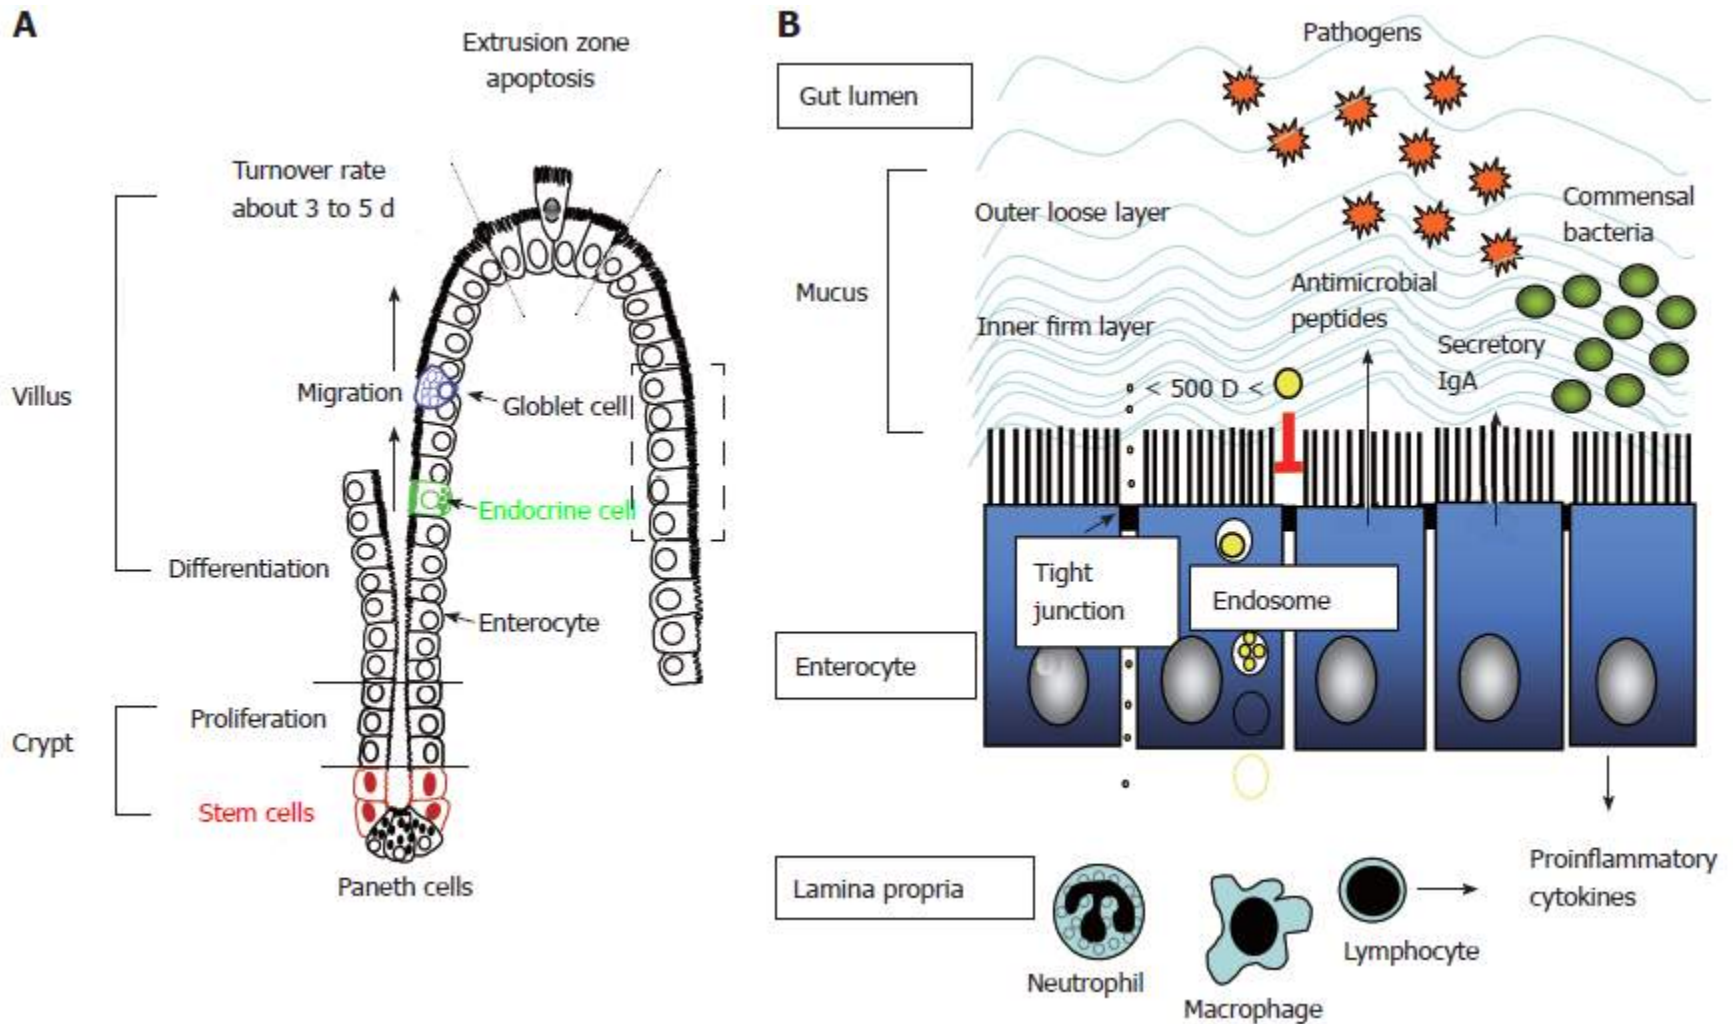 A
Extrusion zone
apoptosis
Turnover rate
about 3 to 5 d
Villus
Migration
Globlet cell
Endocrine cell
Differentiation
Enterocyte
Crypt
Proliferation
Stem cells
Paneth cells
B
Pathogens
Gut lumen
Outer loose layer
Commensal
bacteria
Mucus
Antimicrobial
peptides
Inner firm layer
Secretory
IgA
< 500 D <
Tight
junction
Endosome
Enterocyte
Lamina propria
Proinflammatory
cytokines
Neutrophil
Macrophage
Lymphocyte